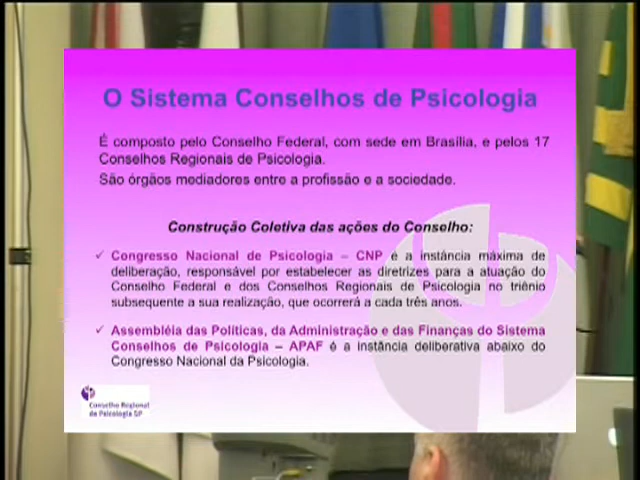 O Sistema Conselhos de Psicologia
É composto pelo Conselho Federal, com sede em Brasília, e pelos 17
Conselhos Regionais de Psicologia.
São órgãos mediadores entre a profissão e a sociedade.
Construção Coletiva das ações do Conselho:
✓ Congresso Nacional de Psicologia – CNP é a instância máxima de
deliberação, responsável por estabelecer as diretrizes para a atuação do
Conselho Federal e dos Conselhos Regionais de Psicologia no triênio
subsequente a sua realização, que ocorrerá a cada três anos.
✓ Assembléia das Políticas, da Administração e das Finanças do Sistema
Conselhos de Psicologia – APAF é a instância deliberativa abaixo do
Congresso Nacional da Psicologia.
Conselho Regional
de Psicologia SP